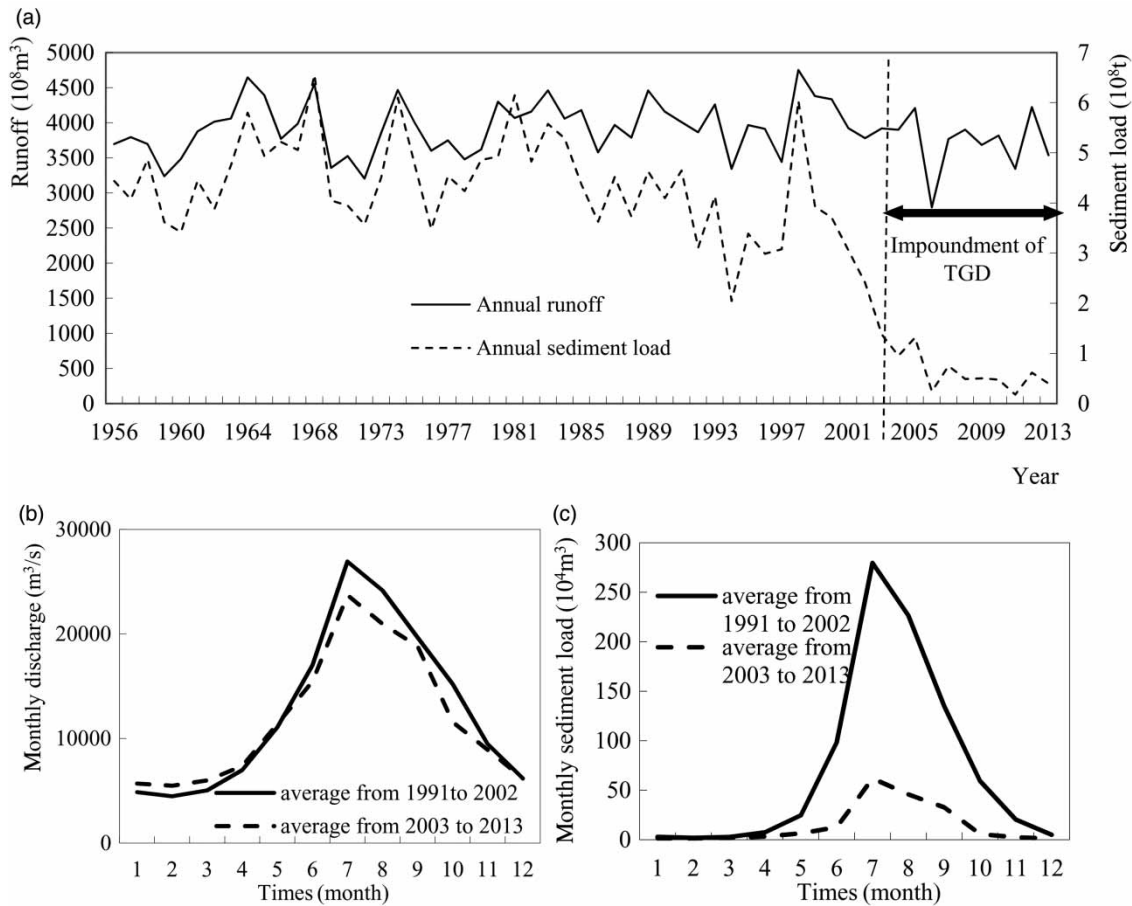 (a)
Runoff (10⁸m³)
5000
4500
4000
3500
3000
2500
2000
1500
1000
500
0
7
6
5
4
3
2
1
0
Sediment load (10⁸t)
Impoundment of
TGD
Annual runoff
Annual sediment load
1956 1960 1964 1968 1973 1977 1981 1985 1989 1993 1997 2001 2005 2009 2013
Year
(b)
Monthly discharge (m³/s)
30000
20000
10000
0
average from 1991to 2002
average from 2003 to 2013
1 2 3 4 5 6 7 8 9 10 11 12
Times (month)
(c)
Monthly sediment load (10⁴m³)
300
250
200
150
100
50
0
average from
1991 to 2002
average from
2003 to 2013
1 2 3 4 5 6 7 8 9 10 11 12
Times (month)